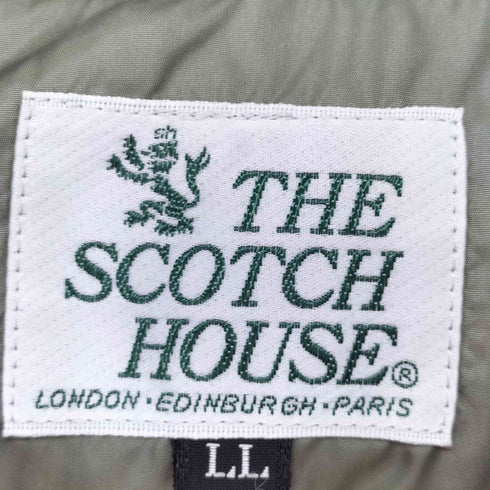 sh
THE
SCOTCH
HOUSE®
LONDON·EDINBURGH·PARIS
LL